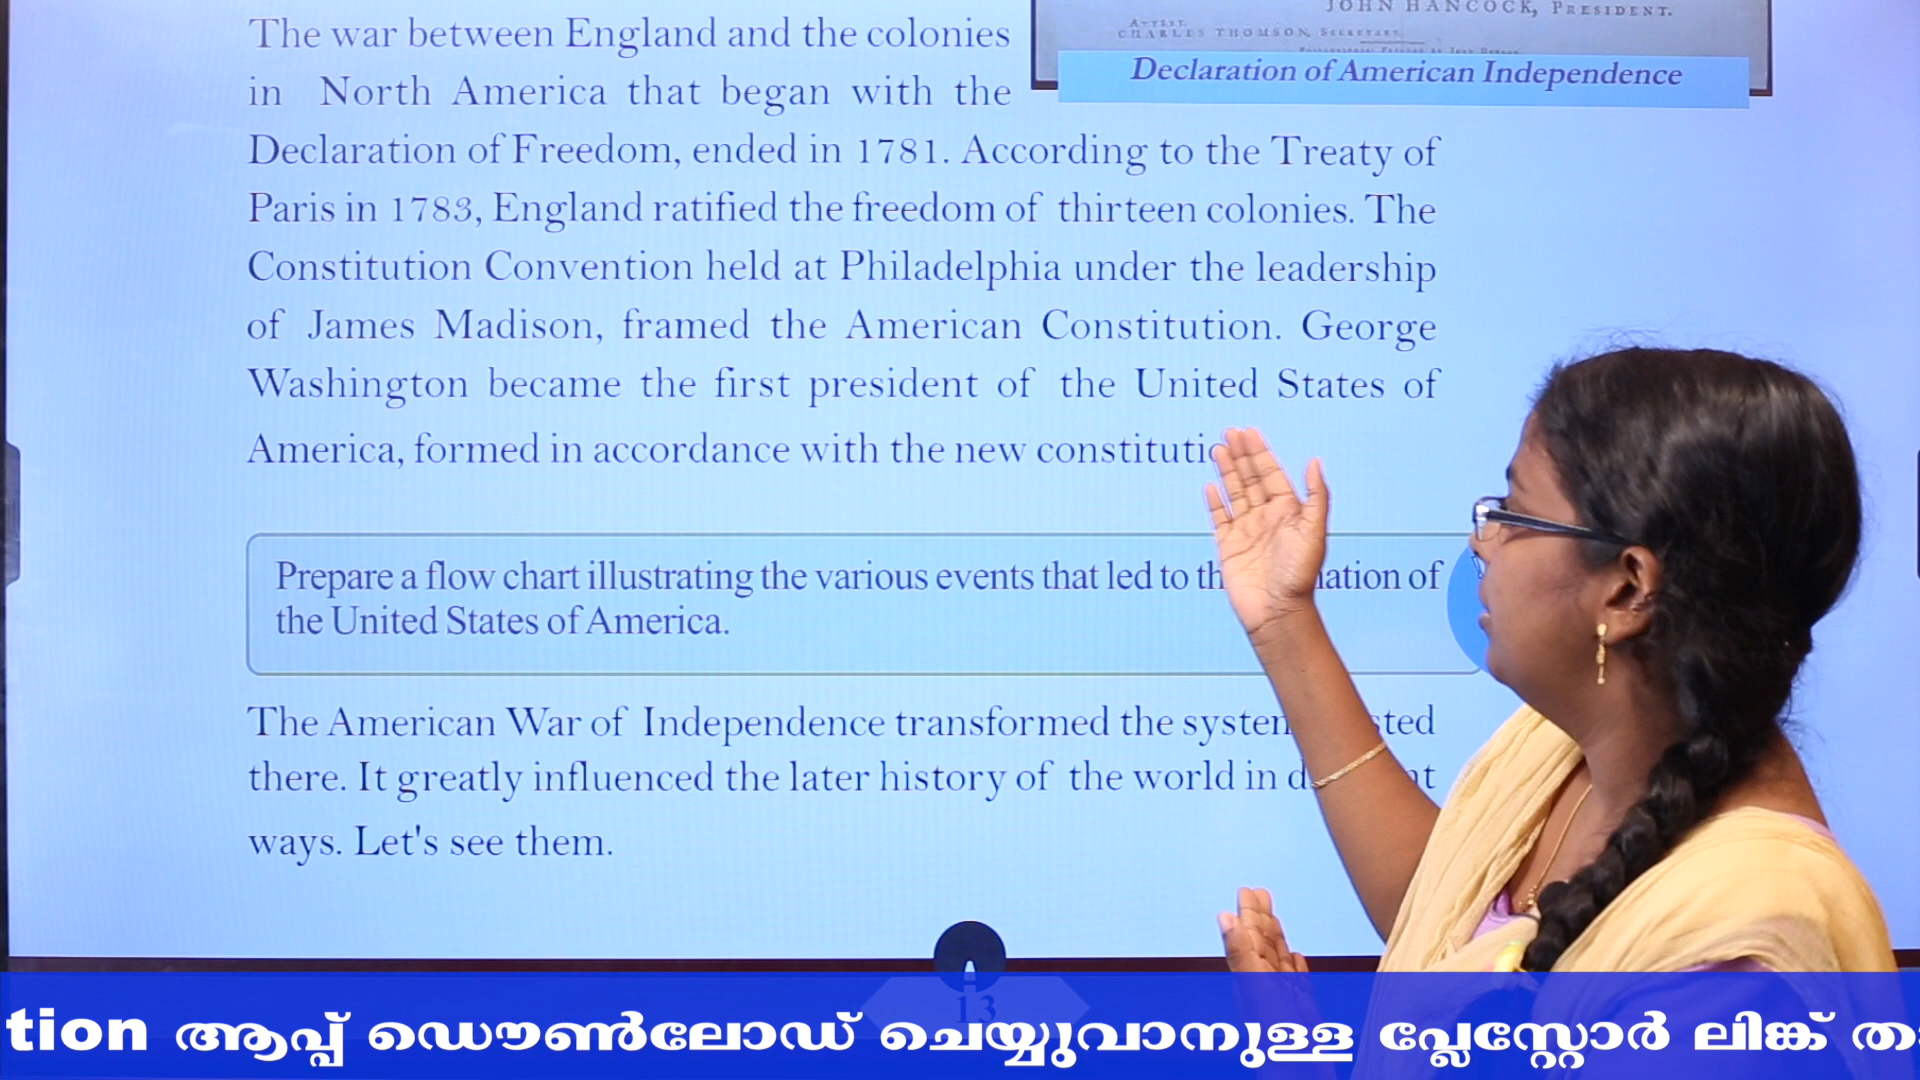 JOHN HANCOCK, PRESIDENT.
ATTEST.
CHARLES THOMSON, SECRETARY.
Declaration of American Independence
The war between England and the colonies
in North America that began with the
Declaration of Freedom, ended in 1781. According to the Treaty of
Paris in 1783, England ratified the freedom of thirteen colonies. The
Constitution Convention held at Philadelphia under the leadership
of James Madison, framed the American Constitution. George
Washington became the first president of the United States of
America, formed in accordance with the new constituti
Prepare a flow chart illustrating the various events that led to th ation of
the United States of America.
The American War of Independence transformed the system sted
there. It greatly influenced the later history of the world in d nt
ways. Let's see them.
13
tion ആപ്പ് ഡൌൺലോഡ് ചെയ്യുവാനുള്ള പ്ലേസ്റ്റോർ ലിങ്ക് താ